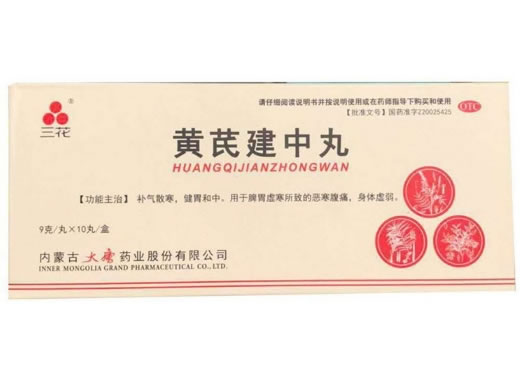 请仔细阅读说明书并按说明使用或在药师指导下购买和使用
【批准文号】国药准字Z20025425
OTC
®
三花
黄芪建中丸
HUANGQIJIANZHONGWAN
【功能主治】 补气散寒，健胃和中。用于脾胃虚寒所致的恶寒腹痛，身体虚弱。
9克/丸×10丸/盒
内蒙古大唐药业股份有限公司
INNER MONGOLIA GRAND PHARMACEUTICAL CO., LTD.